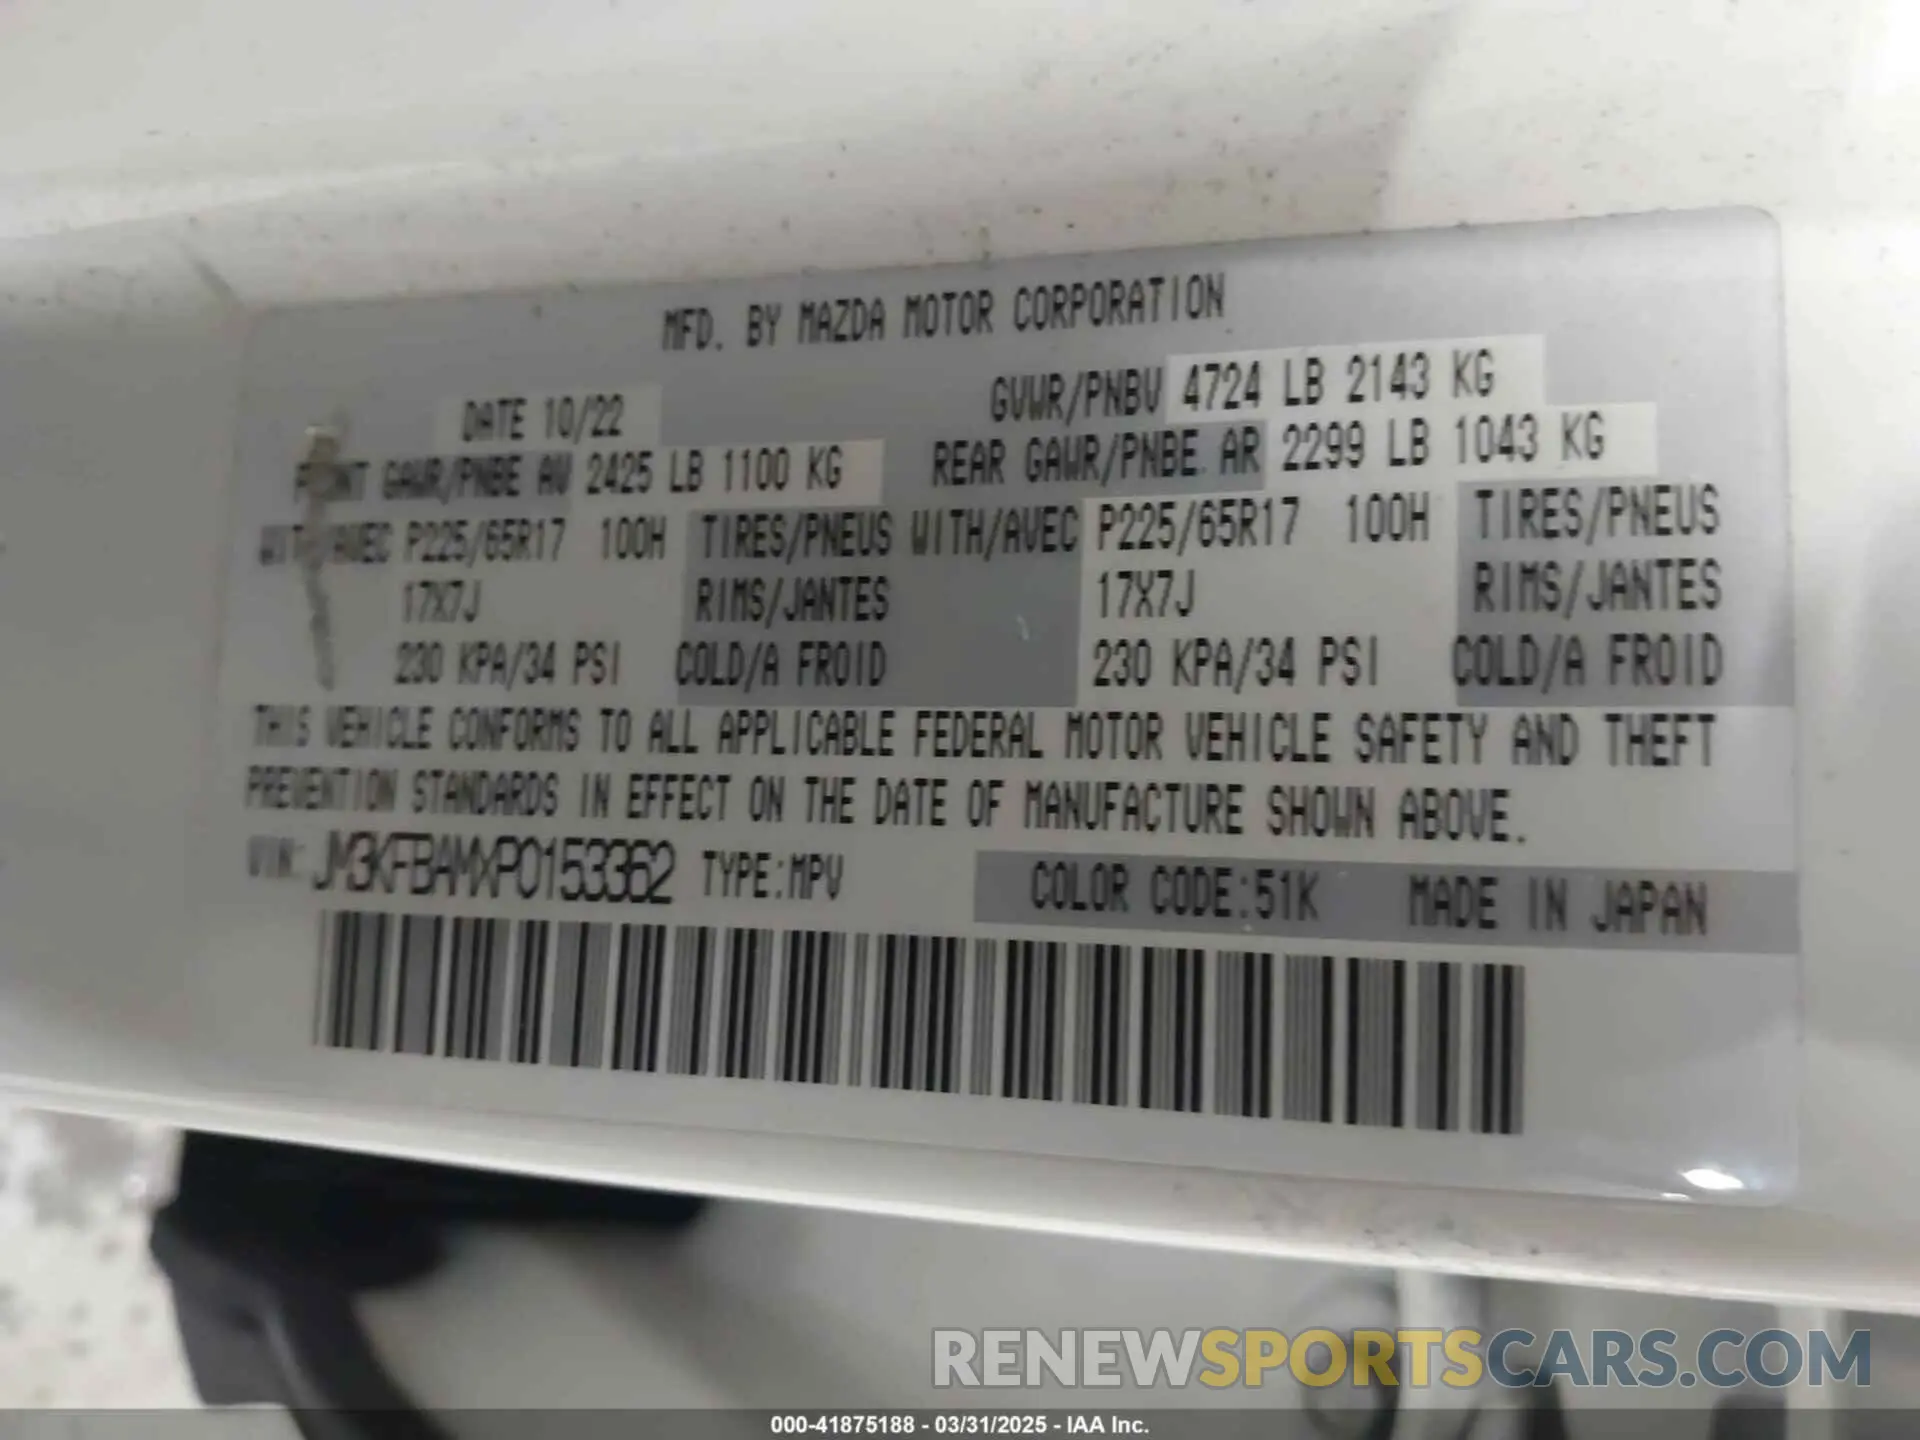 MFD. BY MAZDA MOTOR CORPORATION
DATE 10/22 GVWR/PNBV 4724 LB 2143 KG
FRONT GAWR/PNBE AV 2425 LB 1100 KG REAR GAWR/PNBE AR 2299 LB 1043 KG
WITH/AVEC P225/65R17 100H TIRES/PNEUS WITH/AVEC P225/65R17 100H TIRES/PNEUS
17X7J RIMS/JANTES 17X7J RIMS/JANTES
230 KPA/34 PSI COLD/A FROID 230 KPA/34 PSI COLD/A FROID
THIS VEHICLE CONFORMS TO ALL APPLICABLE FEDERAL MOTOR VEHICLE SAFETY AND THEFT
PREVENTION STANDARDS IN EFFECT ON THE DATE OF MANUFACTURE SHOWN ABOVE.
VIN: JM3KFBAMXP0153362 TYPE:MPV COLOR CODE:51K MADE IN JAPAN
RENEWSPORTSCARS.COM
000-41875188 - 03/31/2025 - IAA Inc.